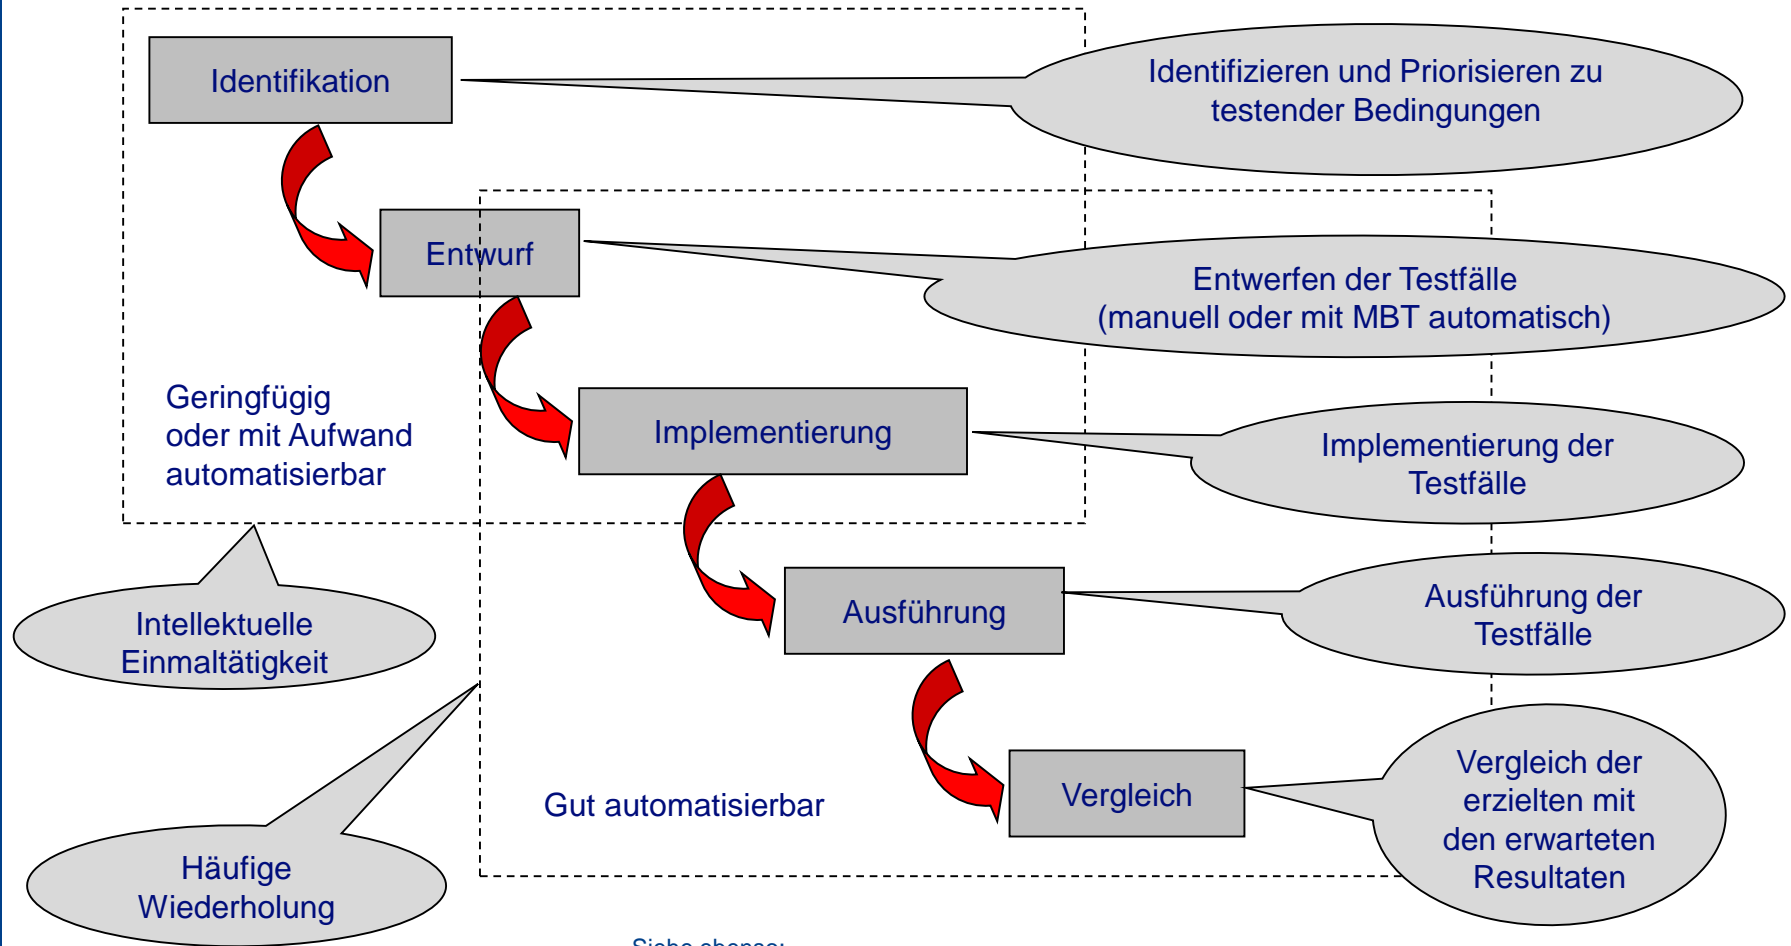 Identifikation
Identifizieren und Priorisieren zu
testender Bedingungen
Entwurf
Entwerfen der Testfälle
(manuell oder mit MBT automatisch)
Geringfügig
oder mit Aufwand
automatisierbar
Implementierung
Implementierung der
Testfälle
Intellektuelle
Einmaltätigkeit
Ausführung
Ausführung der
Testfälle
Gut automatisierbar
Vergleich
Vergleich der
erzielten mit
den erwarteten
Resultaten
Häufige
Wiederholung
Siehe ebenso: